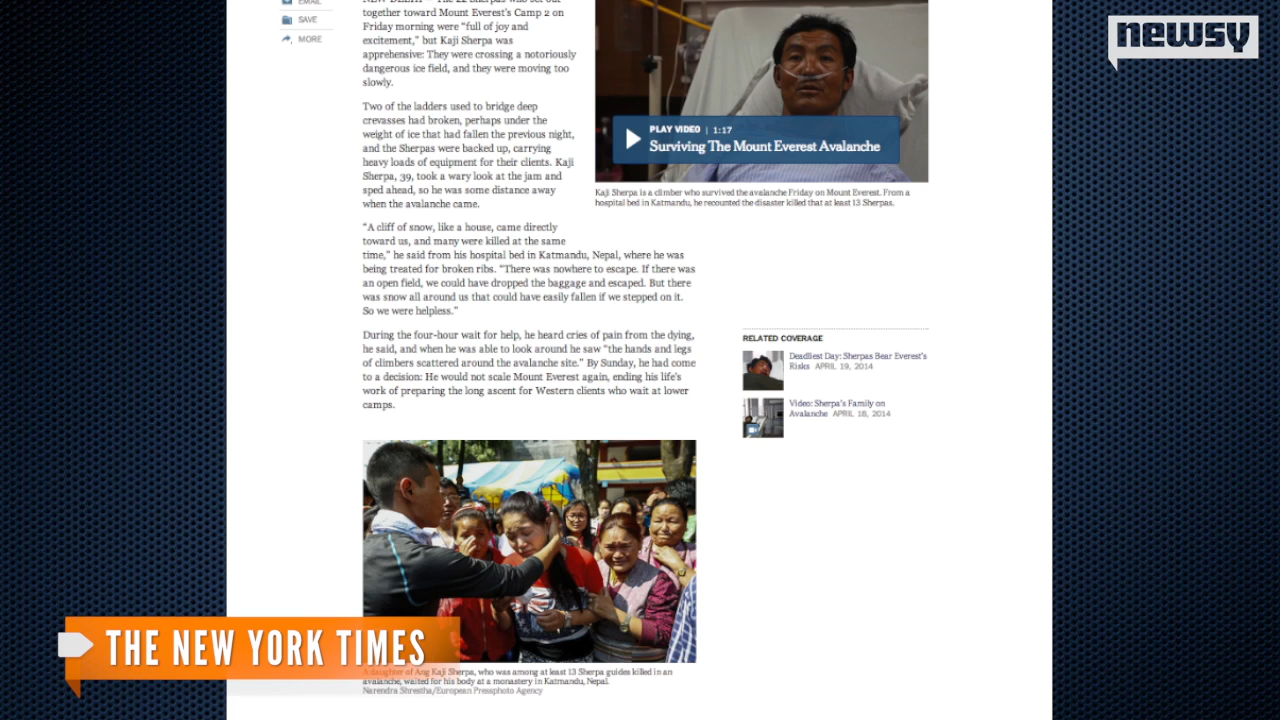 newsy
EMAIL
SAVE
MORE
NEW DELHI — The 22 Sherpas who set out
together toward Mount Everest's Camp 2 on
Friday morning were “full of joy and
excitement,” but Kaji Sherpa was
apprehensive: They were crossing a notoriously
dangerous ice field, and they were moving too
slowly.
Two of the ladders used to bridge deep
crevasses had broken, perhaps under the
weight of ice that had fallen the previous night,
and the Sherpas were backed up, carrying
heavy loads of equipment for their clients. Kaji
Sherpa, 39, took a wary look at the jam and
sped ahead, so he was some distance away
when the avalanche came.
“A cliff of snow, like a house, came directly
toward us, and many were killed at the same
time,” he said from his hospital bed in Katmandu, Nepal, where he was
being treated for broken ribs. “There was nowhere to escape. If there was
an open field, we could have dropped the baggage and escaped. But there
was snow all around us that could have easily fallen if we stepped on it.
So we were helpless.”
During the four-hour wait for help, he heard cries of pain from the dying,
he said, and when he was able to look around he saw “the hands and legs
of climbers scattered around the avalanche site.” By Sunday, he had come
to a decision: He would not scale Mount Everest again, ending his life's
work of preparing the long ascent for Western clients who wait at lower
camps.
PLAY VIDEO | 1:17
Surviving The Mount Everest Avalanche
Kaji Sherpa is a climber who survived the avalanche Friday on Mount Everest. From a
hospital bed in Katmandu, he recounted the disaster killed that at least 13 Sherpas.
RELATED COVERAGE
Deadliest Day: Sherpas Bear Everest's
Risks APRIL 19, 2014
Video: Sherpa's Family on
Avalanche APRIL 18, 2014
THE NEW YORK TIMES
A daughter of Ang Kaji Sherpa, who was among at least 13 Sherpa guides killed in an
avalanche, waited for his body at a monastery in Katmandu, Nepal.
Narendra Shrestha/European Pressphoto Agency